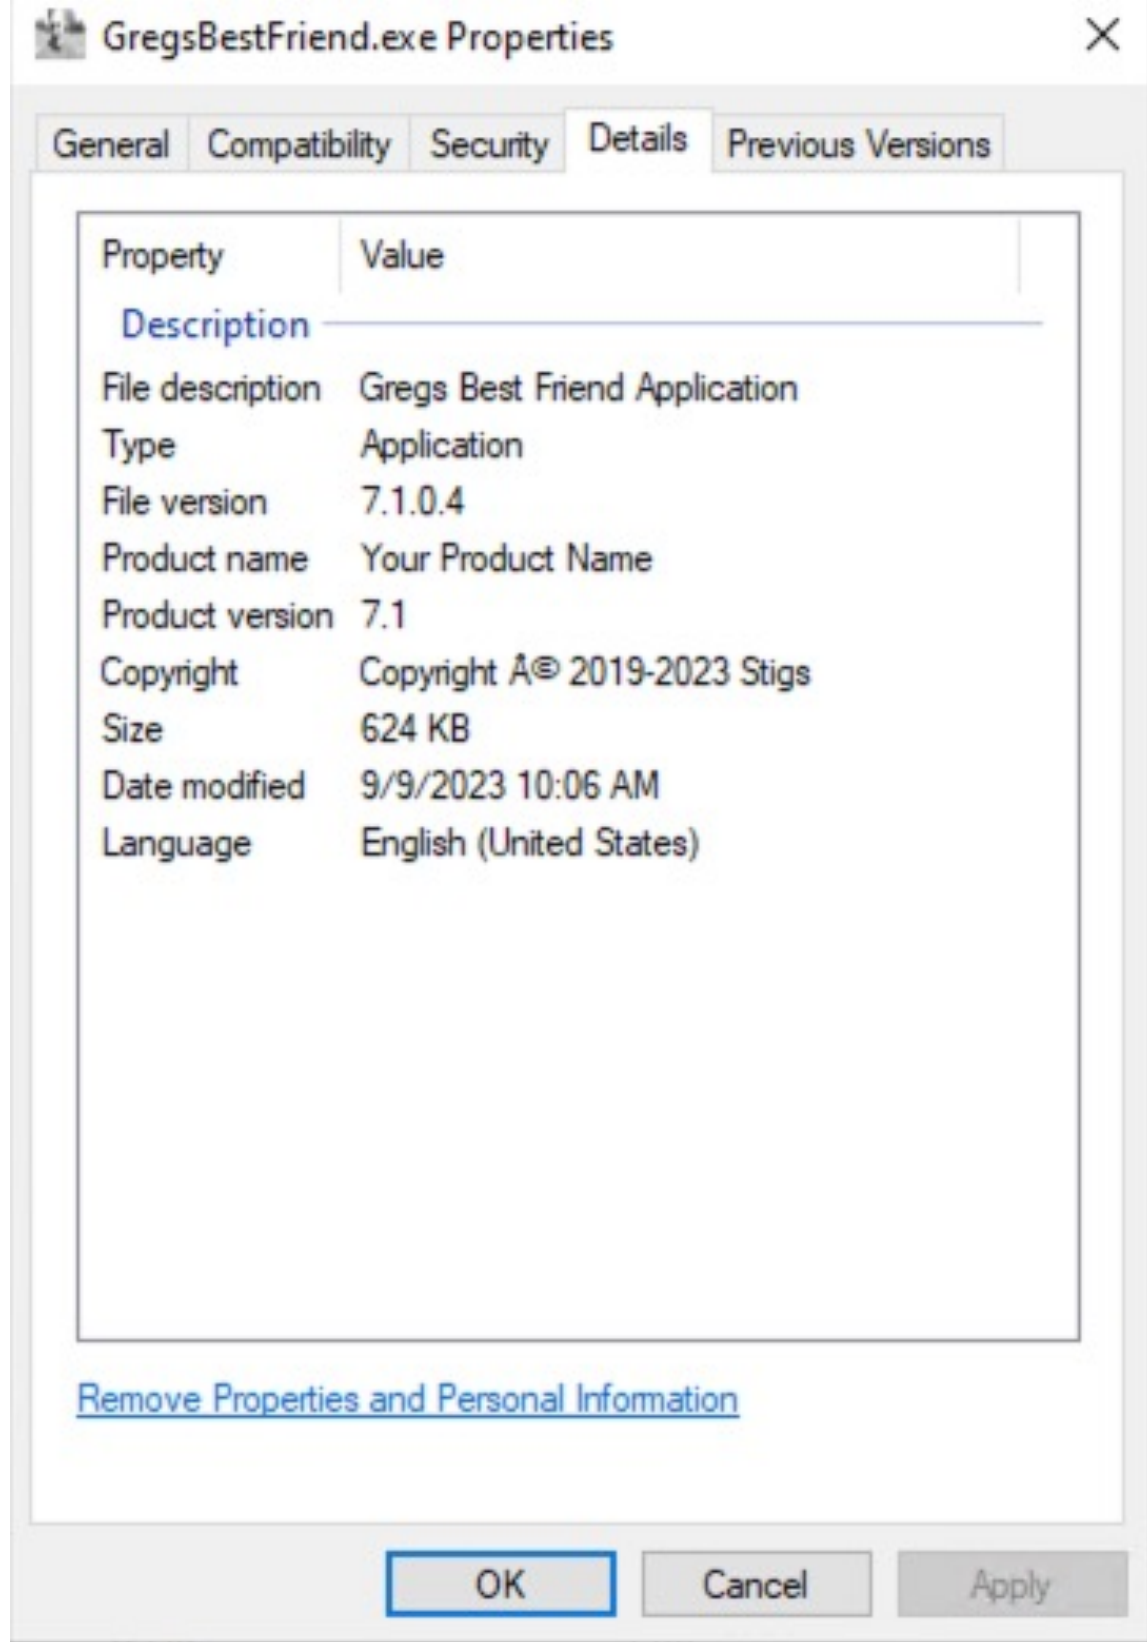 GregsBestFriend.exe Properties
General Compatibility Security Details Previous Versions
Property Value
Description
File description Gregs Best Friend Application
Type Application
File version 7.1.0.4
Product name Your Product Name
Product version 7.1
Copyright Copyright Â© 2019-2023 Stigs
Size 624 KB
Date modified 9/9/2023 10:06 AM
Language English (United States)
Remove Properties and Personal Information
OK Cancel Apply